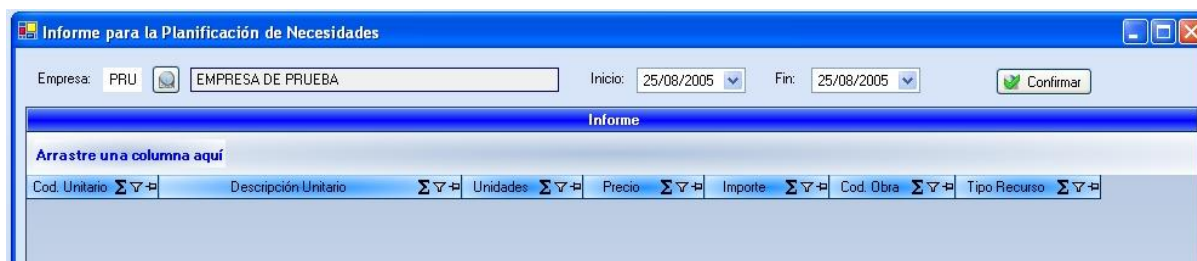 Informe para la Planificación de Necesidades
Empresa: PRU EMPRESA DE PRUEBA Inicio: 25/08/2005 Fin: 25/08/2005 Confirmar
Informe
Arrastre una columna aquí
Cod. Unitario Σ Descripción Unitario Σ Unidades Σ Precio Σ Importe Σ Cod. Obra Σ Tipo Recurso Σ